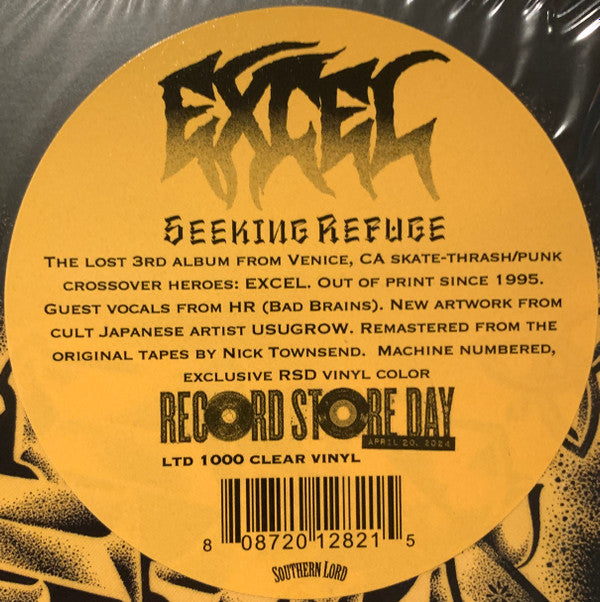 EXCEL
SEEKING REFUGE
THE LOST 3RD ALBUM FROM VENICE, CA SKATE-THRASH/PUNK
CROSSOVER HEROES: EXCEL. OUT OF PRINT SINCE 1995.
GUEST VOCALS FROM HR (BAD BRAINS). NEW ARTWORK FROM
CULT JAPANESE ARTIST USUGROW. REMASTERED FROM THE
ORIGINAL TAPES BY NICK TOWNSEND. MACHINE NUMBERED,
EXCLUSIVE RSD VINYL COLOR
RECORD STORE DAY
APRIL 20, 2024
LTD 1000 CLEAR VINYL
8 08720 12821 5
SOUTHERN LORD